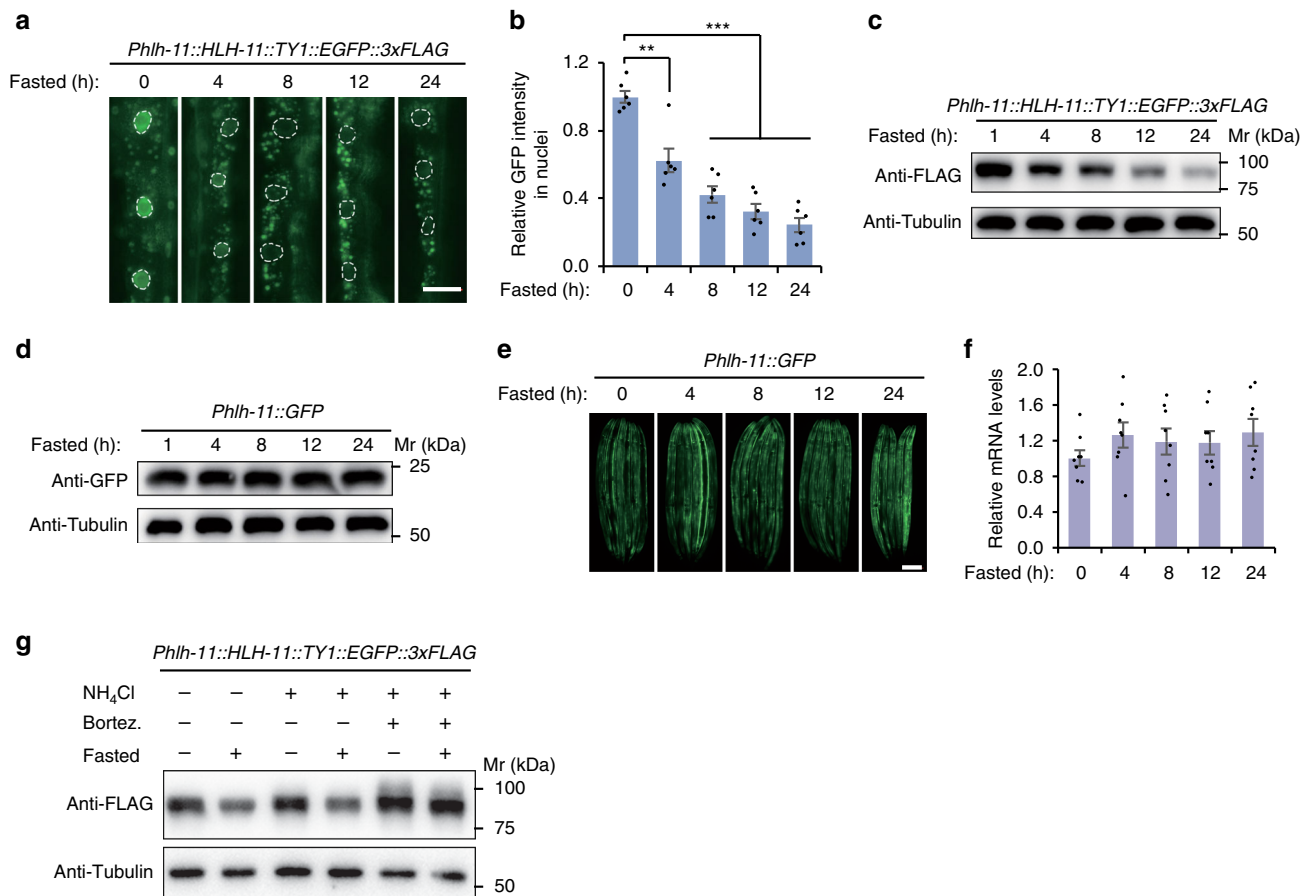 a
Phlh-11::HLH-11::TY1::EGFP::3xFLAG
Fasted (h): 0 4 8 12 24
b
***
**
Relative GFP intensity
in nuclei
1.2
0.8
0.4
0.0
Fasted (h): 0 4 8 12 24
c
Phlh-11::HLH-11::TY1::EGFP::3xFLAG
Fasted (h): 1 4 8 12 24 Mr (kDa)
Anti-FLAG
100
75
Anti-Tubulin
50
d
Phlh-11::GFP
Fasted (h): 1 4 8 12 24 Mr (kDa)
Anti-GFP
25
Anti-Tubulin
50
e
Phlh-11::GFP
Fasted (h): 0 4 8 12 24
f
Relative mRNA levels
2.0
1.6
1.2
0.8
0.4
0.0
Fasted (h): 0 4 8 12 24
g
Phlh-11::HLH-11::TY1::EGFP::3xFLAG
NH₄Cl – – + + + +
Bortez. – – – – + +
Fasted – + – + – +
Mr (kDa)
Anti-FLAG
100
75
Anti-Tubulin
50